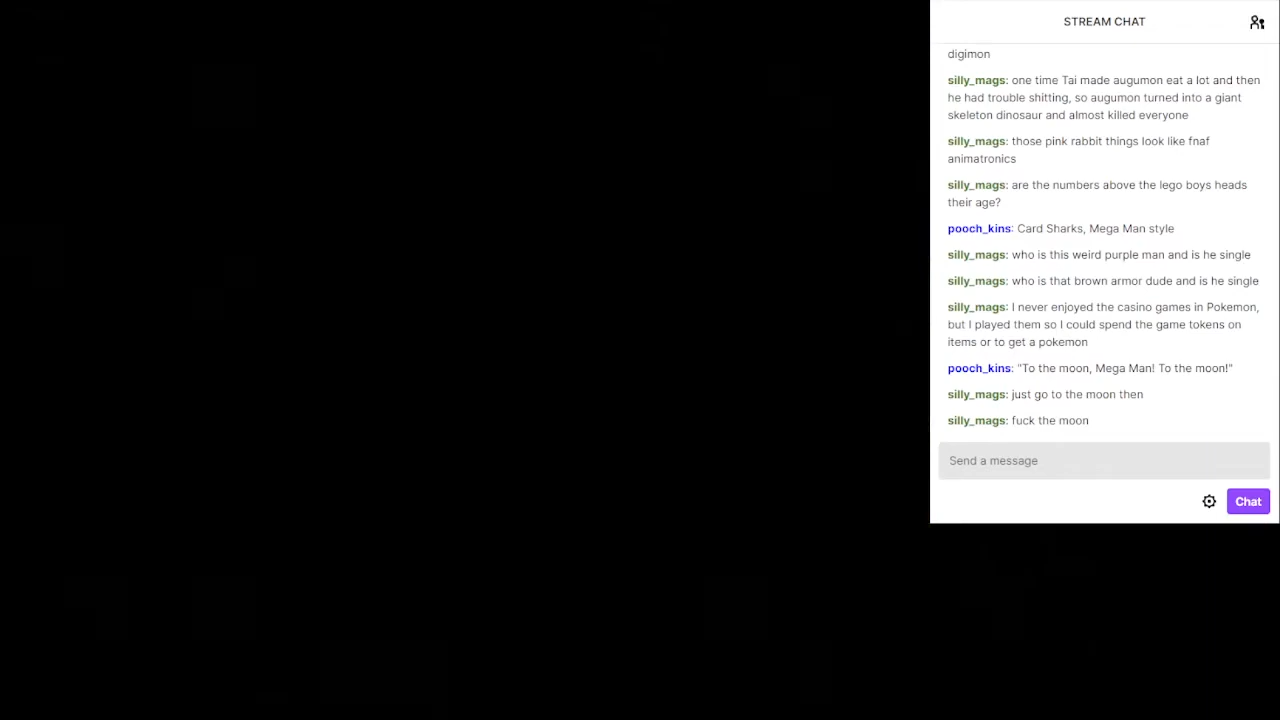 STREAM CHAT
digimon
silly_mags: one time Tai made augumon eat a lot and then
he had trouble shitting, so augumon turned into a giant
skeleton dinosaur and almost killed everyone
silly_mags: those pink rabbit things look like fnaf
animatronics
silly_mags: are the numbers above the lego boys heads
their age?
pooch_kins: Card Sharks, Mega Man style
silly_mags: who is this weird purple man and is he single
silly_mags: who is that brown armor dude and is he single
silly_mags: I never enjoyed the casino games in Pokemon,
but I played them so I could spend the game tokens on
items or to get a pokemon
pooch_kins: "To the moon, Mega Man! To the moon!"
silly_mags: just go to the moon then
silly_mags: fuck the moon
Send a message
Chat